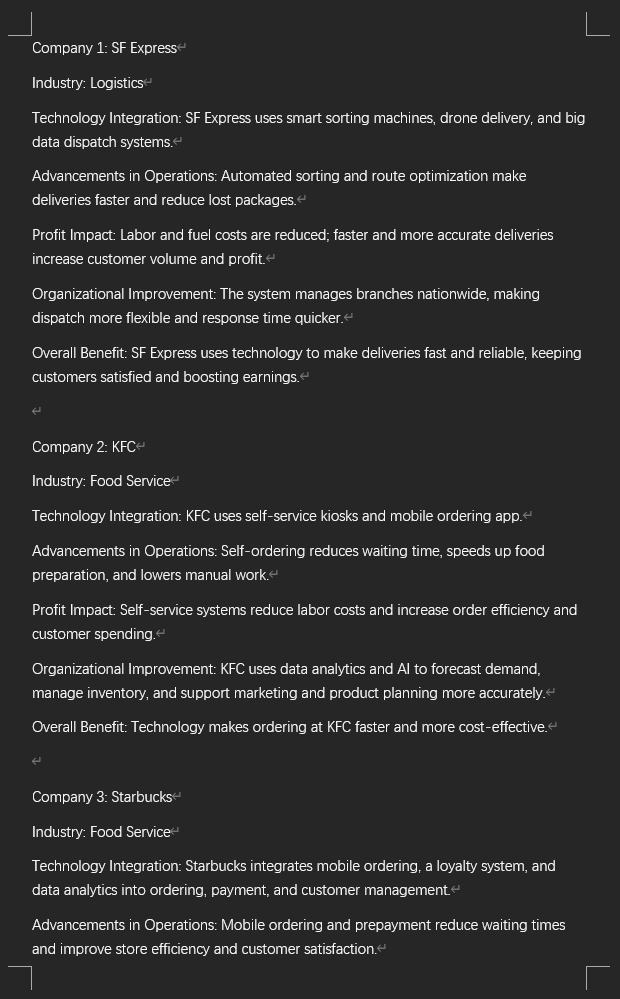 Company 1: SF Express
Industry: Logistics
Technology Integration: SF Express uses smart sorting machines, drone delivery, and big
data dispatch systems.
Advancements in Operations: Automated sorting and route optimization make
deliveries faster and reduce lost packages.
Profit Impact: Labor and fuel costs are reduced; faster and more accurate deliveries
increase customer volume and profit.
Organizational Improvement: The system manages branches nationwide, making
dispatch more flexible and response time quicker.
Overall Benefit: SF Express uses technology to make deliveries fast and reliable, keeping
customers satisfied and boosting earnings.
Company 2: KFC
Industry: Food Service
Technology Integration: KFC uses self-service kiosks and mobile ordering app.
Advancements in Operations: Self-ordering reduces waiting time, speeds up food
preparation, and lowers manual work.
Profit Impact: Self-service systems reduce labor costs and increase order efficiency and
customer spending.
Organizational Improvement: KFC uses data analytics and AI to forecast demand,
manage inventory, and support marketing and product planning more accurately.
Overall Benefit: Technology makes ordering at KFC faster and more cost-effective.
Company 3: Starbucks
Industry: Food Service
Technology Integration: Starbucks integrates mobile ordering, a loyalty system, and
data analytics into ordering, payment, and customer management.
Advancements in Operations: Mobile ordering and prepayment reduce waiting times
and improve store efficiency and customer satisfaction.